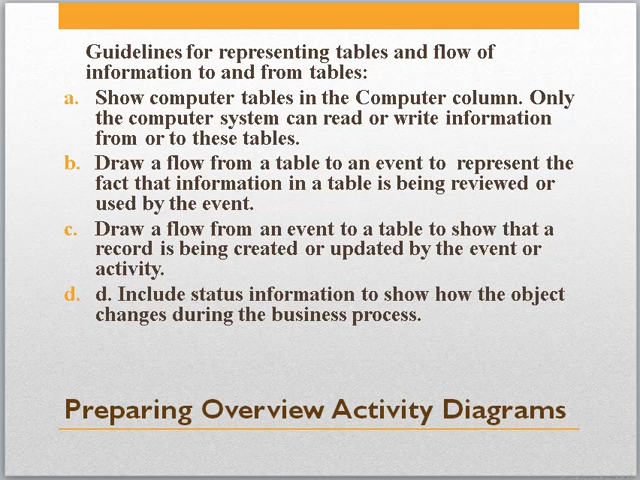 Guidelines for representing tables and flow of
information to and from tables:
a. Show computer tables in the Computer column. Only
the computer system can read or write information
from or to these tables.
b. Draw a flow from a table to an event to represent the
fact that information in a table is being reviewed or
used by the event.
c. Draw a flow from an event to a table to show that a
record is being created or updated by the event or
activity.
d. d. Include status information to show how the object
changes during the business process.
Preparing Overview Activity Diagrams